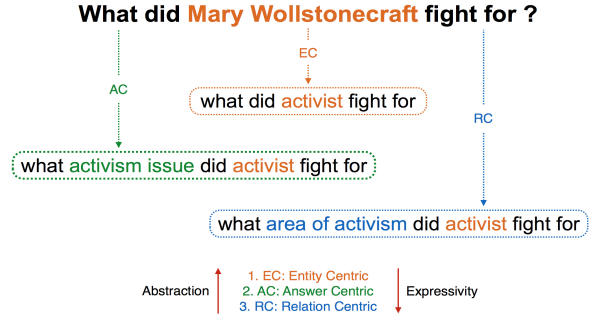 What did Mary Wollstonecraft fight for ?
EC
AC
what did activist fight for
RC
what activism issue did activist fight for
what area of activism did activist fight for
Abstraction
1. EC: Entity Centric
2. AC: Answer Centric
3. RC: Relation Centric
Expressivity